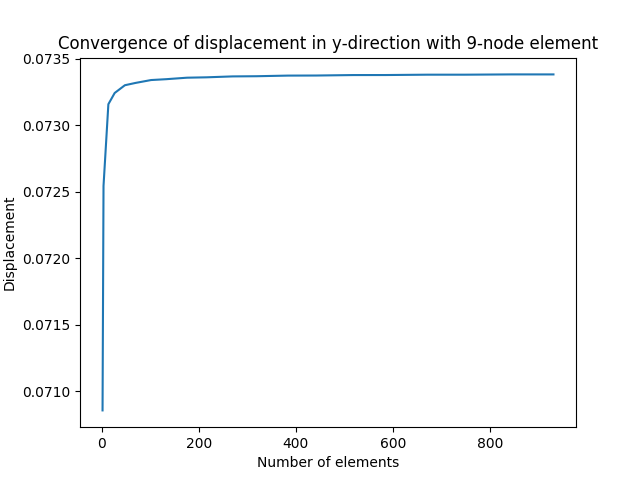 Convergence of displacement in y-direction with 9-node element
0.0735
0.0730
0.0725
0.0720
0.0715
0.0710
Displacement
0 200 400 600 800
Number of elements